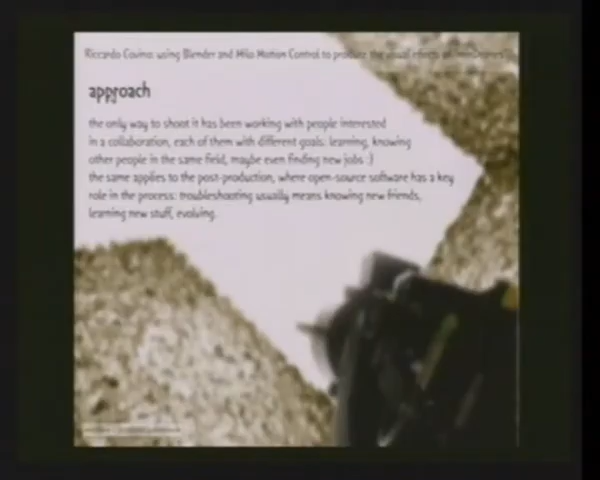 Riccardo Covino: using Blender and Milo Motion Control to produce the visual effects of
approach
the only way to shoot it has been working with people interested
in a collaboration, each of them with different goals: learning, knowing
other people in the same field, maybe even finding new jobs :)
the same applies to the post-production, where open-source software has a key
role in the process: troubleshooting usually means knowing new friends,
learning new stuff, evolving.